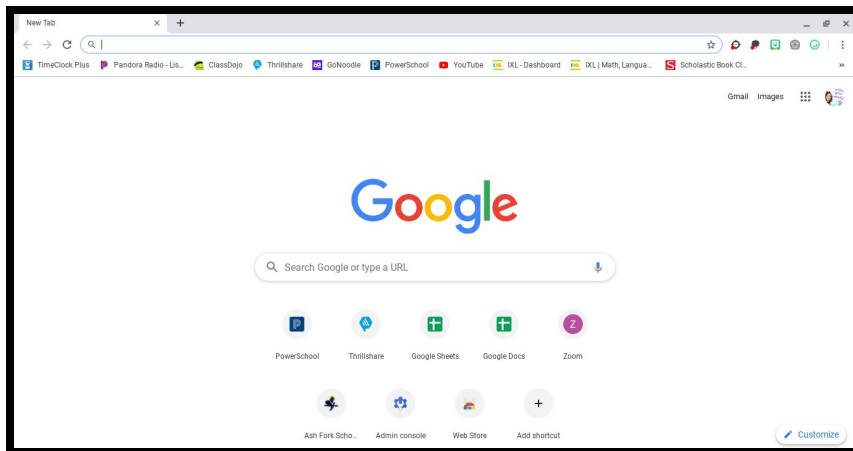 New Tab
TimeClock Plus Pandora Radio - Lis... ClassDojo Thrillshare GoNoodle PowerSchool YouTube IXL - Dashboard IXL | Math, Langua... Scholastic Book Cl...
Gmail Images
Google
Search Google or type a URL
PowerSchool Thrillshare Google Sheets Google Docs Zoom
Ash Fork Scho... Admin console Web Store Add shortcut
Customize